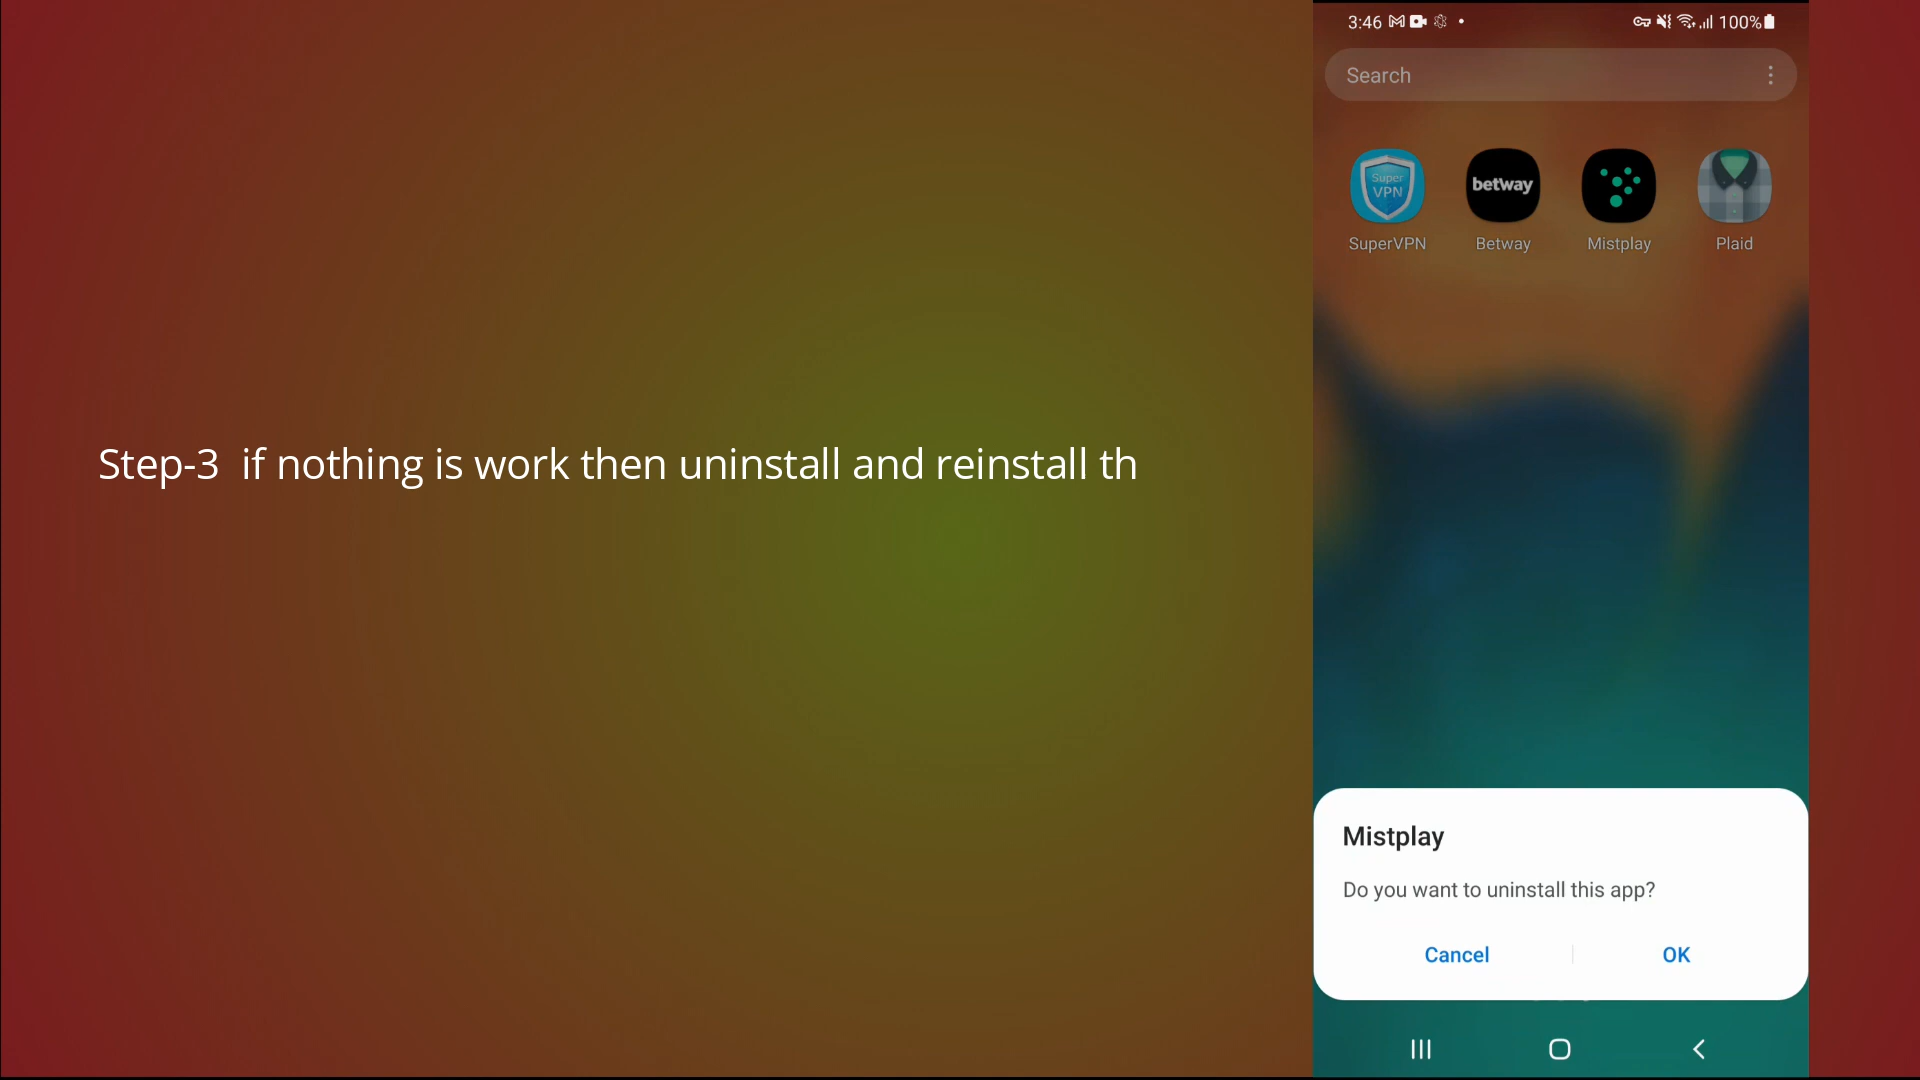 3:46
100%
Search
Super
VPN
betway
SuperVPN
Betway
Mistplay
Plaid
Step-3  if nothing is work then uninstall and reinstall th
Mistplay
Do you want to uninstall this app?
Cancel
OK